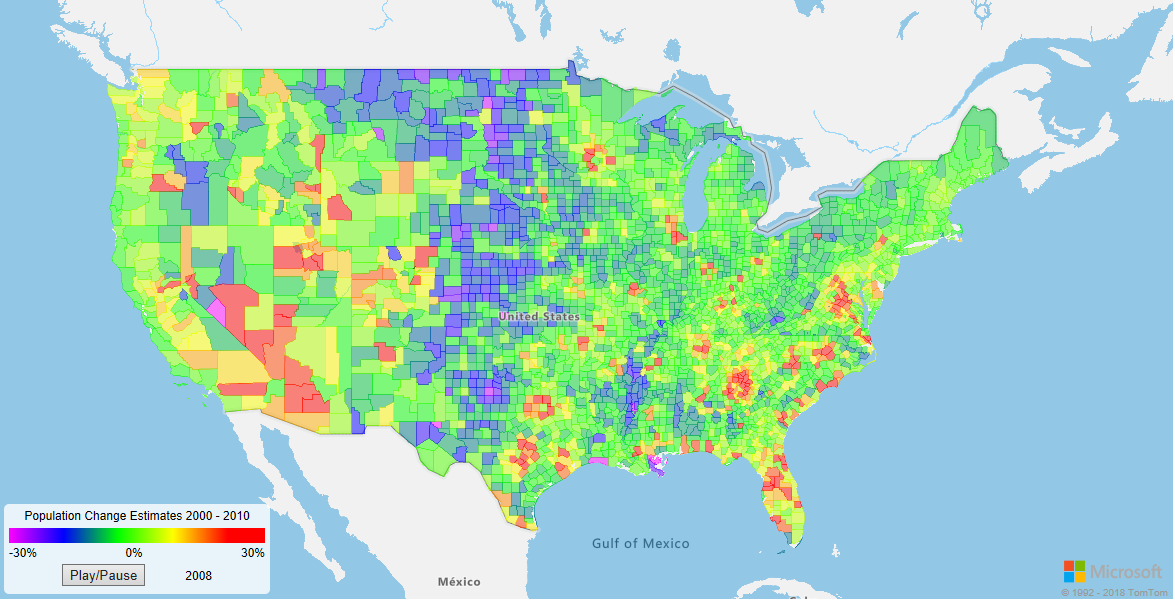 United States
Gulf of Mexico
México
Population Change Estimates 2000 - 2010
-30% 0% 30%
Play/Pause 2008
Microsoft
© 1992 - 2018 TomTom